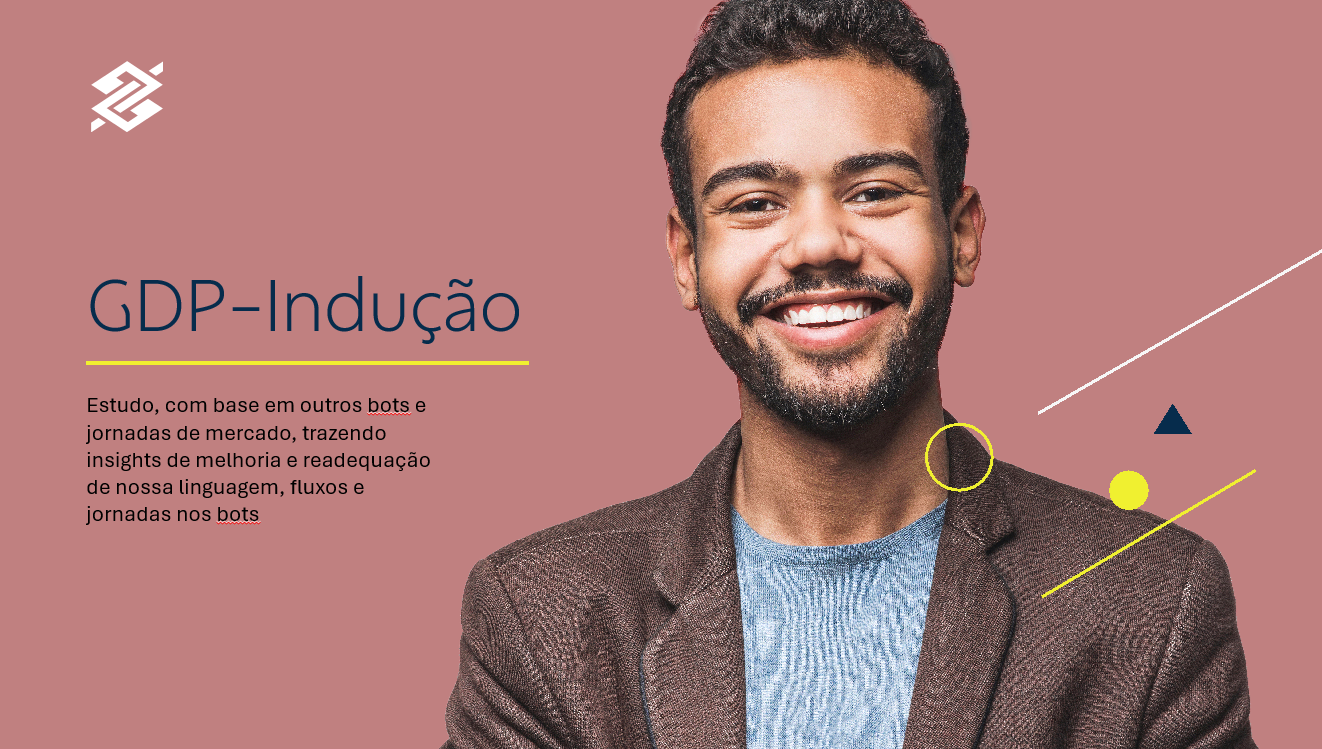 GDP-Indução
Estudo, com base em outros bots e
jornadas de mercado, trazendo
insights de melhoria e readequação
de nossa linguagem, fluxos e
jornadas nos bots